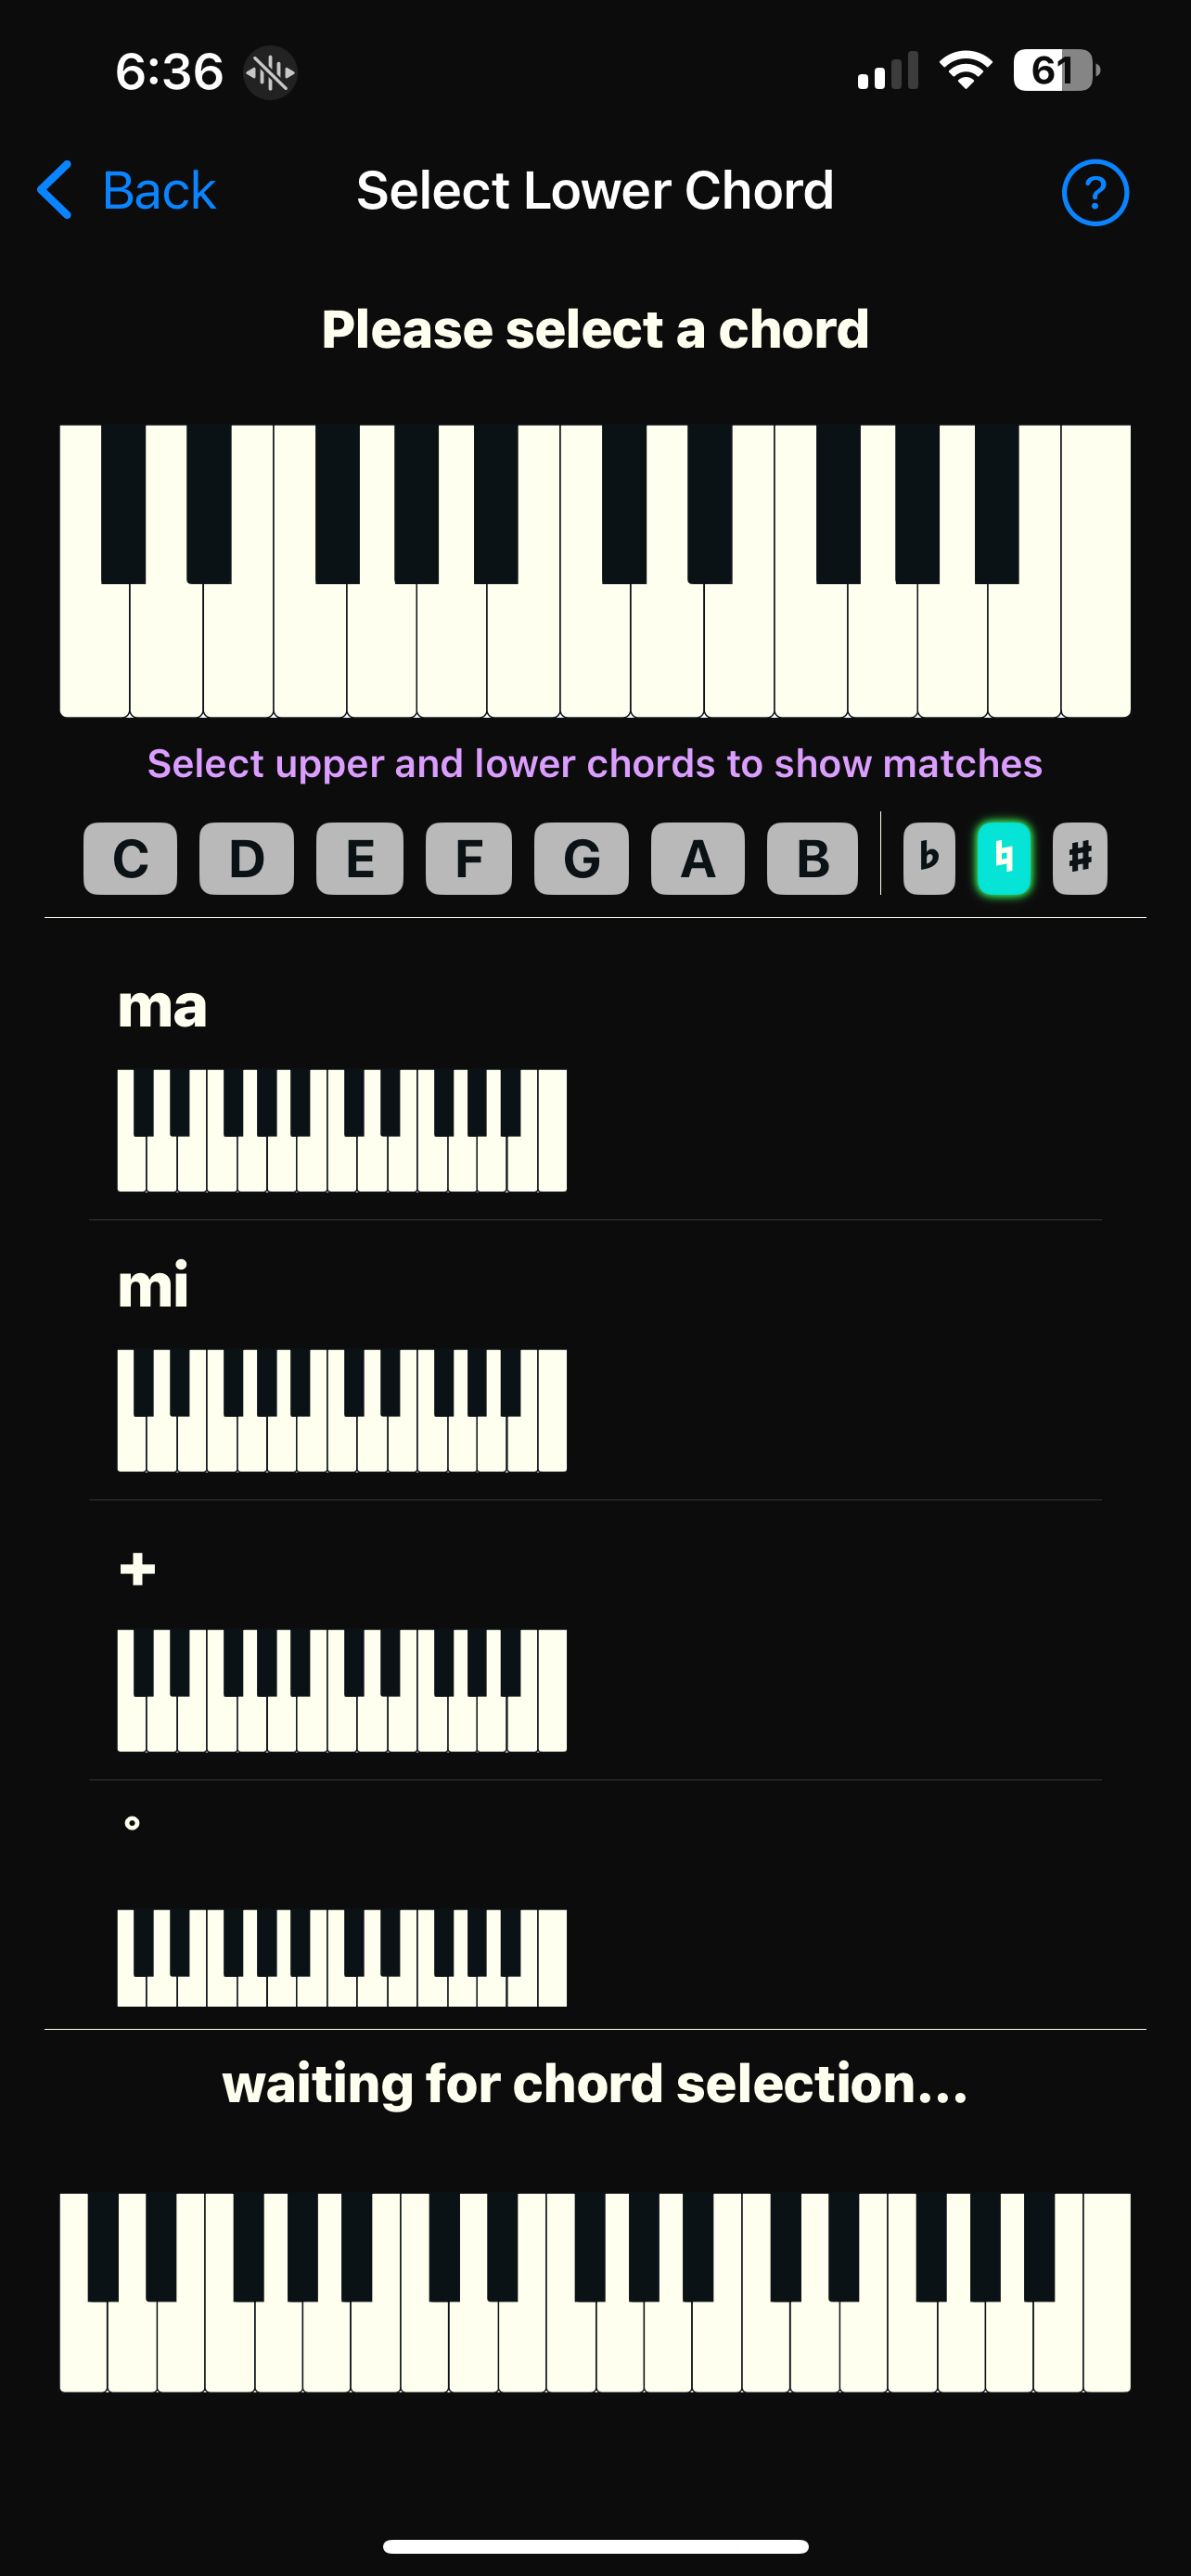 6:36
61
Back
Select Lower Chord
?
Please select a chord
Select upper and lower chords to show matches
C D E F G A B ♭ ♮ ♯
ma
mi
+
°
waiting for chord selection...